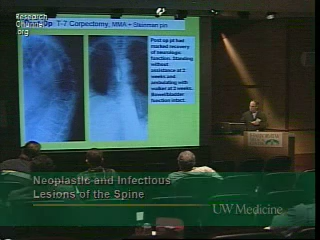 Research
Channel
.org
T-7 Corpectomy, MMA + Steinman pin
Post op pt had
marked recovery
of neurologic
function. Standing
without
assistance at 2
weeks and
ambulating with
walker at 3 weeks.
Bowel/bladder
function intact.
Neoplastic and Infectious
Lesions of the Spine
UW Medicine